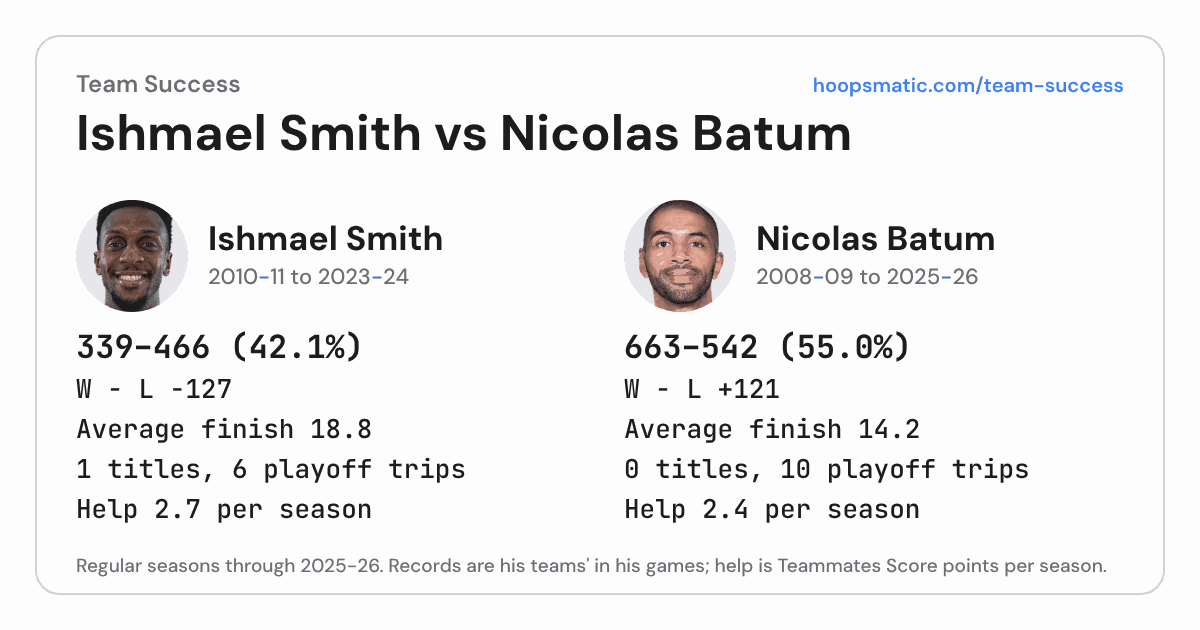 Team Success
hoopsmatic.com/team-success
Ishmael Smith vs Nicolas Batum
Ishmael Smith
2010-11 to 2023-24
339-466 (42.1%)
W - L -127
Average finish 18.8
1 titles, 6 playoff trips
Help 2.7 per season
Nicolas Batum
2008-09 to 2025-26
663-542 (55.0%)
W - L +121
Average finish 14.2
0 titles, 10 playoff trips
Help 2.4 per season
Regular seasons through 2025-26. Records are his teams' in his games; help is Teammates Score points per season.